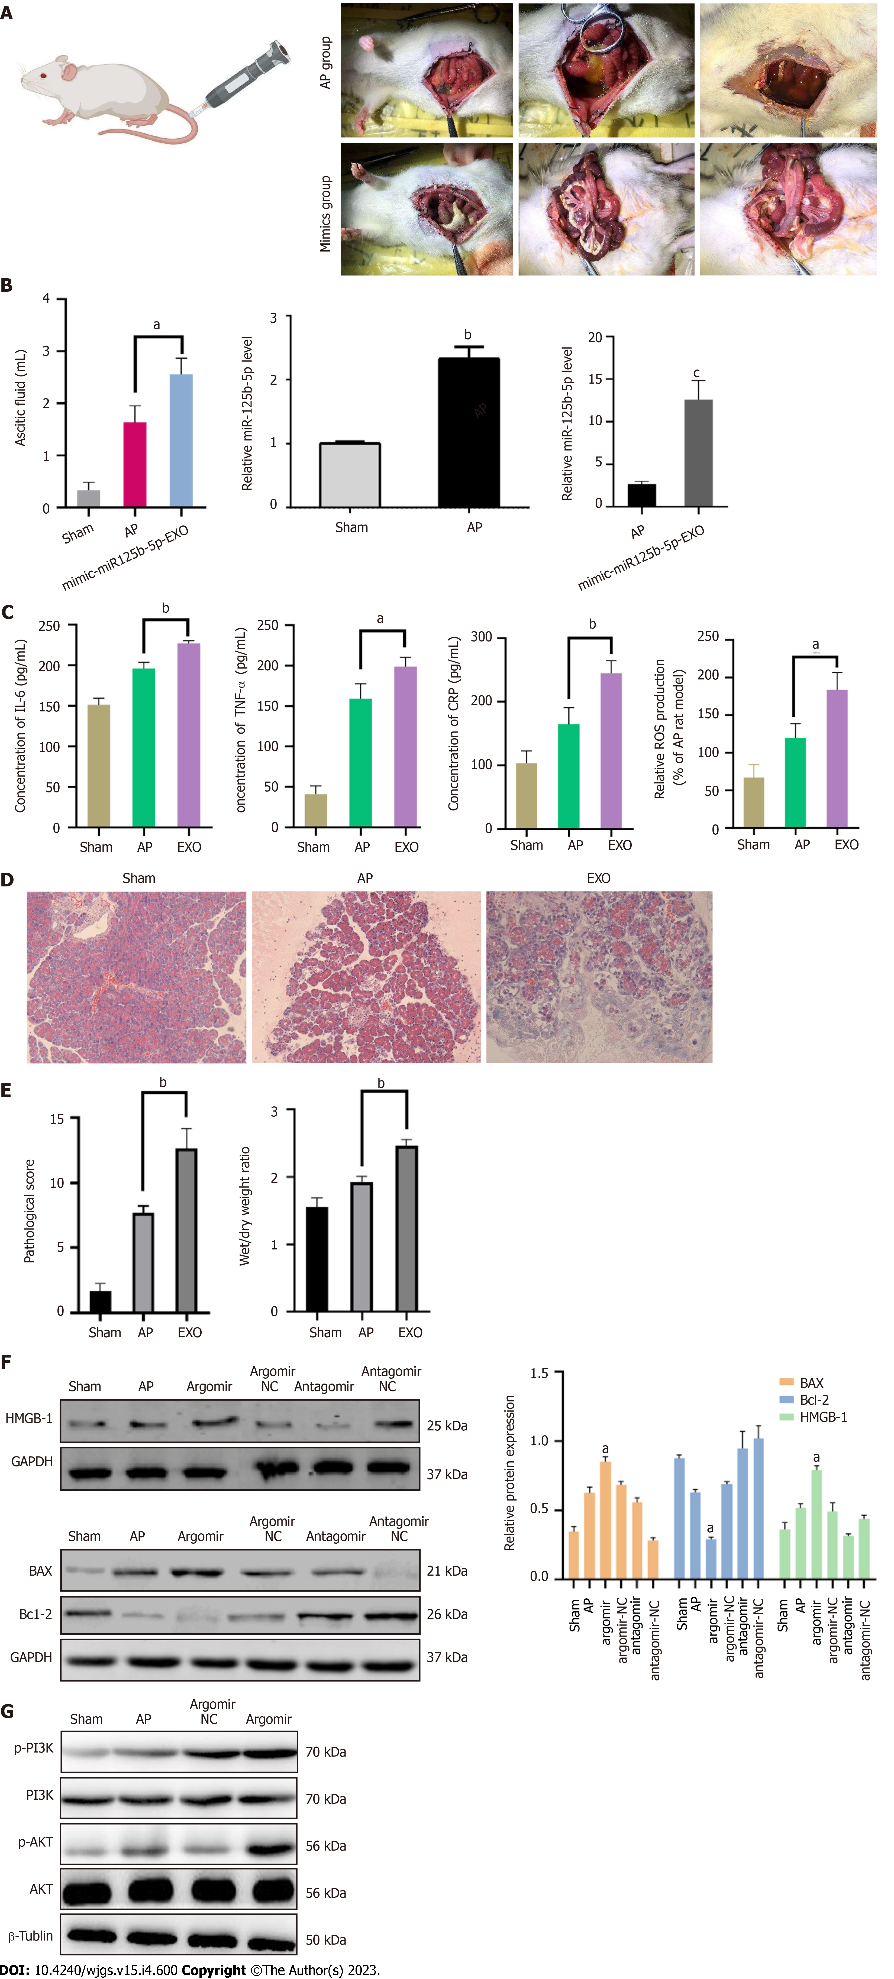 A
AP group
Mimics group
B
Ascitic fluid (mL)
4
3
2
1
0
a
Sham
AP
mimic-miR125b-5p-EXO
Relative miR-125b-5p level
3
2
1
0
b
AP
Sham
AP
Relative miR-125b-5p level
20
15
10
5
0
c
AP
mimic-miR125b-5p-EXO
C
Concentration of IL-6 (pg/mL)
250
200
150
100
50
0
b
Sham AP EXO
oncentration of TNF-α (pg/mL)
250
200
150
100
50
0
a
Sham AP EXO
Concentration of CRP (pg/mL)
300
200
100
0
b
Sham AP EXO
Relative ROS production
(% of AP rat model)
250
200
150
100
50
0
a
Sham AP EXO
D
Sham AP EXO
E
Pathological score
15
10
5
0
b
Sham AP EXO
Wet/dry weight ratio
3
2
1
0
b
Sham AP EXO
F
Sham AP Argomir Argomir NC Antagomir Antagomir NC
HMGB-1 25 kDa
GAPDH 37 kDa
Sham AP Argomir Argomir NC Antagomir Antagomir NC
BAX 21 kDa
Bc1-2 26 kDa
GAPDH 37 kDa
Relative protein expression
1.5
1.0
0.5
0.0
BAX
Bcl-2
HMGB-1
a
a
a
Sham AP argomir argomir-NC antagomir antagomir-NC
Sham AP argomir argomir-NC antagomir antagomir-NC
Sham AP argomir argomir-NC antagomir antagomir-NC
G
Sham AP Argomir NC Argomir
p-PI3K 70 kDa
PI3K 70 kDa
p-AKT 56 kDa
AKT 56 kDa
β-Tublin 50 kDa
DOI: 10.4240/wjgs.v15.i4.600 Copyright ©The Author(s) 2023.